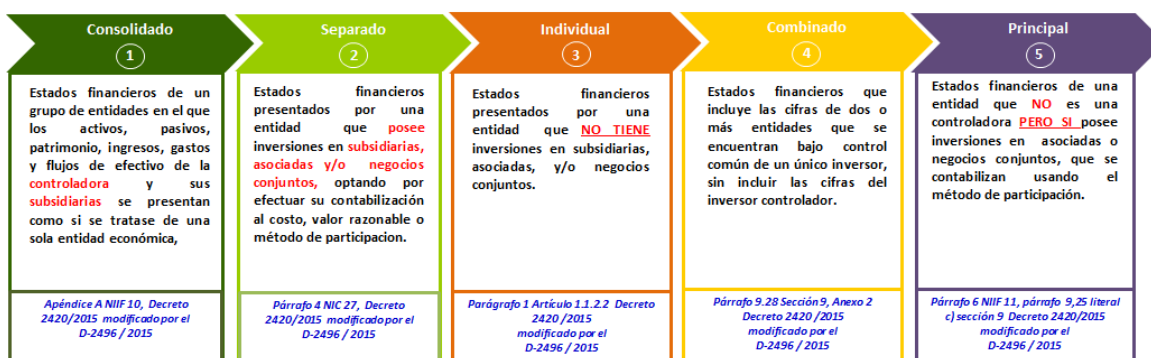 Consolidado
1
Estados financieros de un
grupo de entidades en el que
los activos, pasivos,
patrimonio, ingresos, gastos
y flujos de efectivo de la
controladora y sus
subsidiarias se presentan
como si se tratase de una
sola entidad económica,
Apéndice A NIIF 10, Decreto
2420/2015 modificado por el
D-2496 / 2015
Separado
2
Estados financieros
presentados por una
entidad que posee
inversiones en subsidiarias,
asociadas y/o negocios
conjuntos, optando por
efectuar su contabilización
al costo, valor razonable o
método de participacion.
Párrafo 4 NIC 27, Decreto
2420/2015 modificado por el
D-2496 / 2015
Individual
3
Estados financieros
presentados por una
entidad que NO TIENE
inversiones en subsidiarias,
asociadas, y/o negocios
conjuntos.
Parágrafo 1 Artículo 1.1.2.2 Decreto
2420 /2015
modificado por el
D-2496 / 2015
Combinado
4
Estados financieros que
incluye las cifras de dos o
más entidades que se
encuentran bajo control
común de un único inversor,
sin incluir las cifras del
inversor controlador.
Párrafo 9.28 Sección 9, Anexo 2
Decreto 2420 /2015
modificado por el
D-2496 / 2015
Principal
5
Estados financieros de una
entidad que NO es una
controladora PERO SI posee
inversiones en asociadas o
negocios conjuntos, que se
contabilizan usando el
método de participación.
Párrafo 6 NIIF 11, párrafo 9,25 literal
c) sección 9 Decreto 2420/2015
modificado por el
D-2496 / 2015